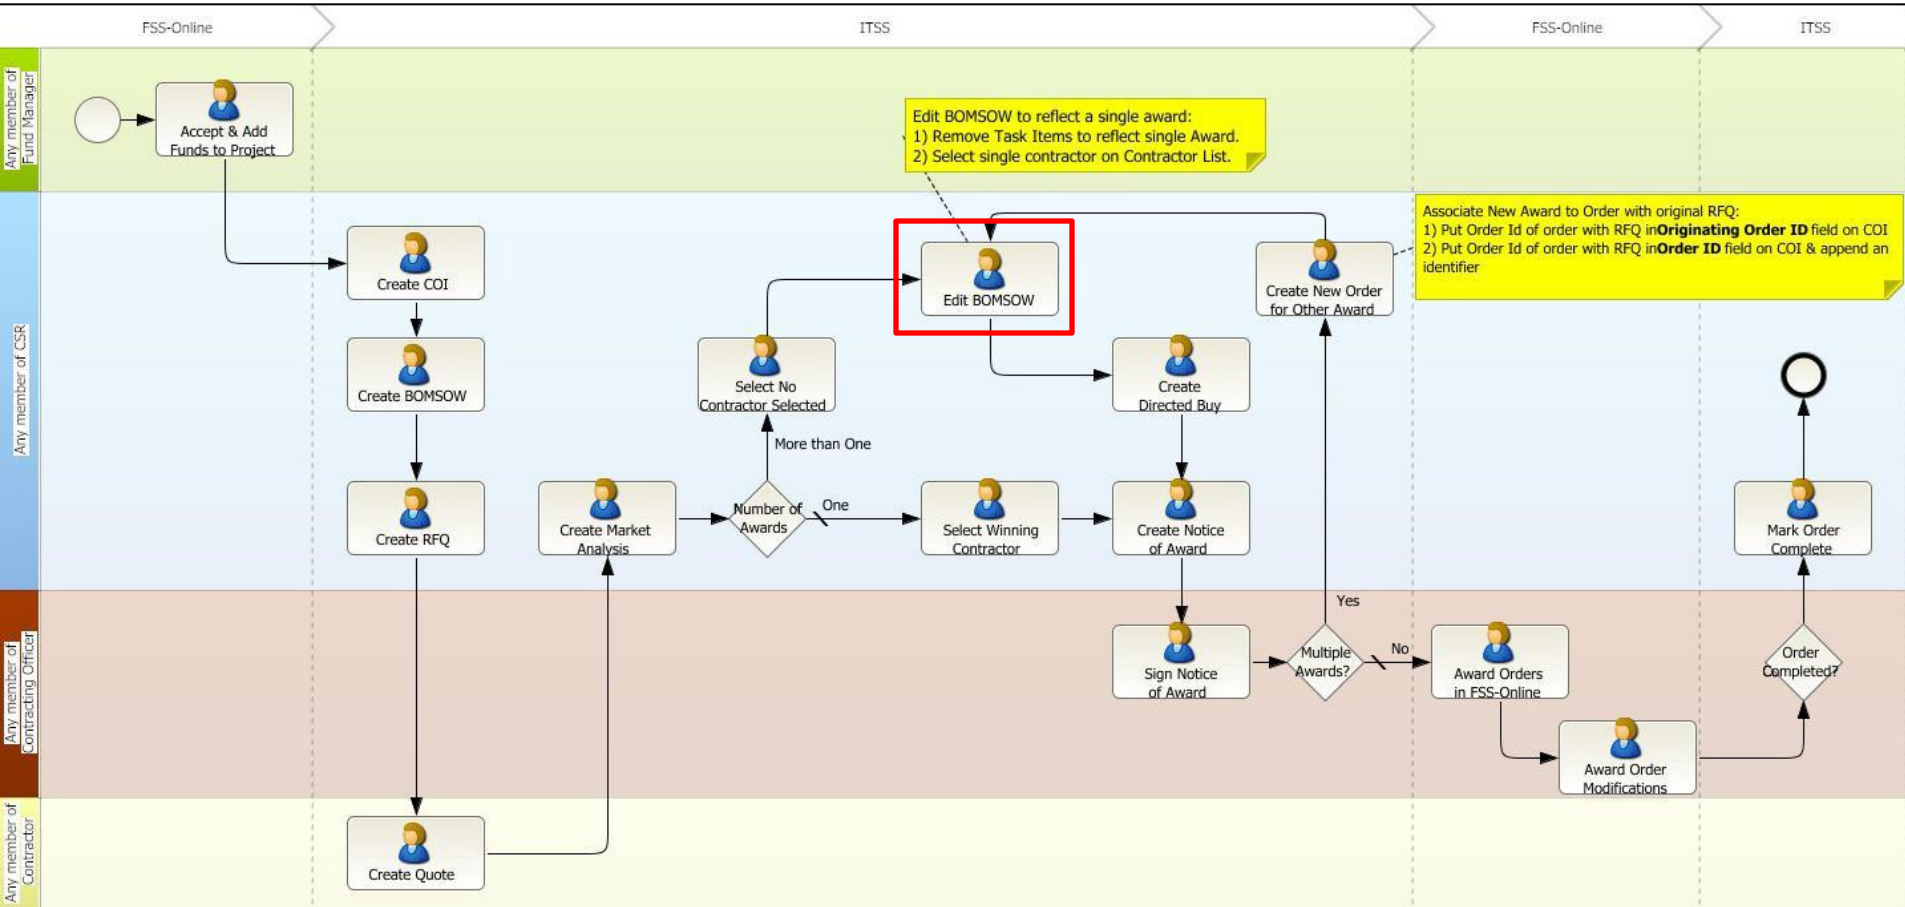 FSS-Online
ITSS
FSS-Online
ITSS
Any member of
Fund Manager
Accept & Add
Funds to Project
Edit BOMSOW to reflect a single award:
1) Remove Task Items to reflect single Award.
2) Select single contractor on Contractor List.
Any member of CSR
Create COI
Create BOMSOW
Create RFQ
Create Market
Analysis
Number of
Awards
More than One
One
Select No
Contractor Selected
Edit BOMSOW
Select Winning
Contractor
Create
Directed Buy
Create Notice
of Award
Create New Order
for Other Award
Associate New Award to Order with original RFQ:
1) Put Order Id of order with RFQ inOriginating Order ID field on COI
2) Put Order Id of order with RFQ inOrder ID field on COI & append an
identifier
Mark Order
Complete
Any member of
Contracting Officer
Sign Notice
of Award
Multiple
Awards?
Yes
No
Award Orders
in FSS-Online
Award Order
Modifications
Order
Completed?
Any member of
Contractor
Create Quote